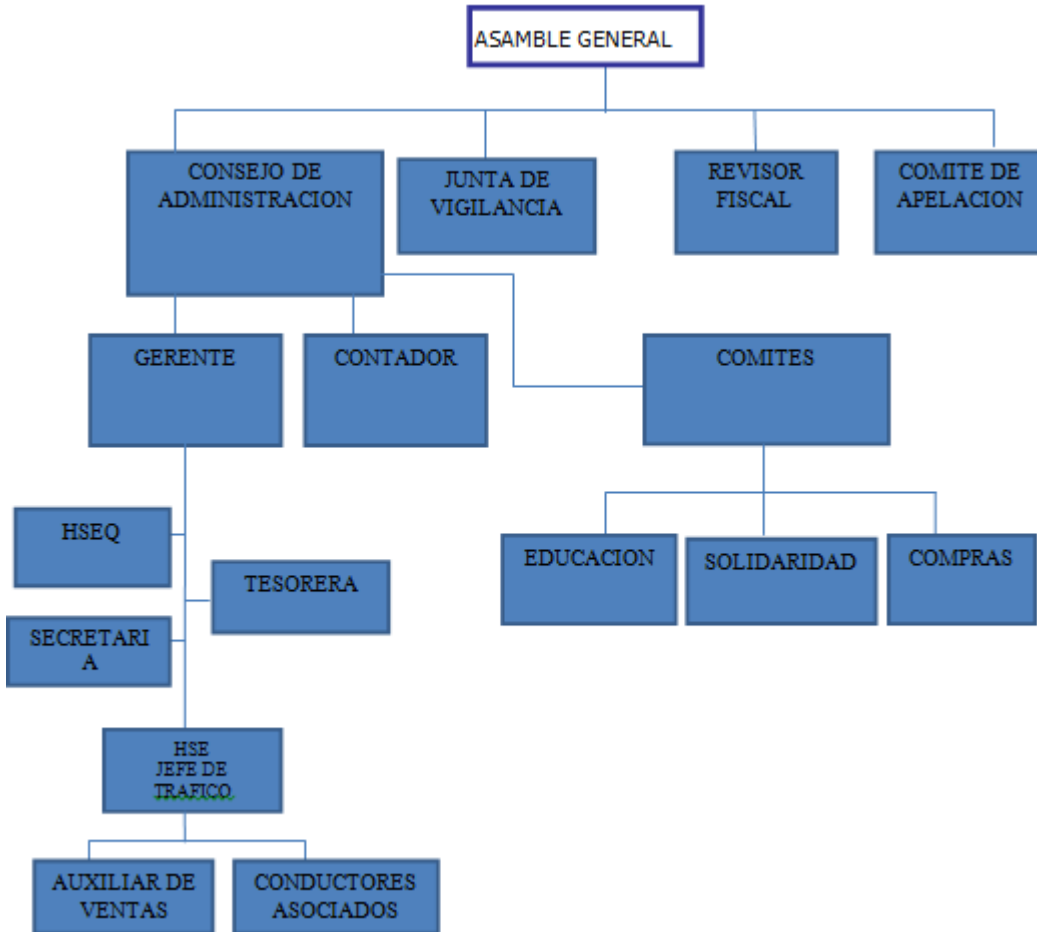 ASAMBLE GENERAL
CONSEJO DE
ADMINISTRACION
JUNTA DE
VIGILANCIA
REVISOR
FISCAL
COMITE DE
APELACION
GERENTE
CONTADOR
COMITES
HSEQ
TESORERA
SECRETARI
A
EDUCACION
SOLIDARIDAD
COMPRAS
HSE
JEFE DE
TRAFICO
AUXILIAR DE
VENTAS
CONDUCTORES
ASOCIADOS